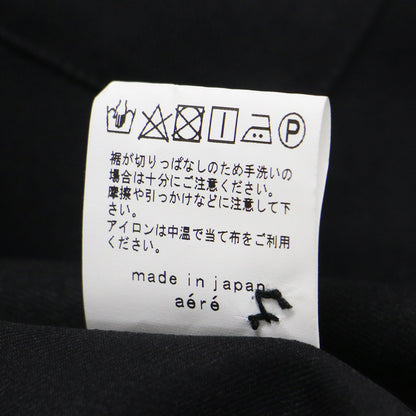 P
裾が切りっぱなしのため手洗いの
場合は十分にご注意ください。
摩擦や引っかけなどに注意して下
さい。
アイロンは中温で当て布をご利用
ください。
made in japan
aéré